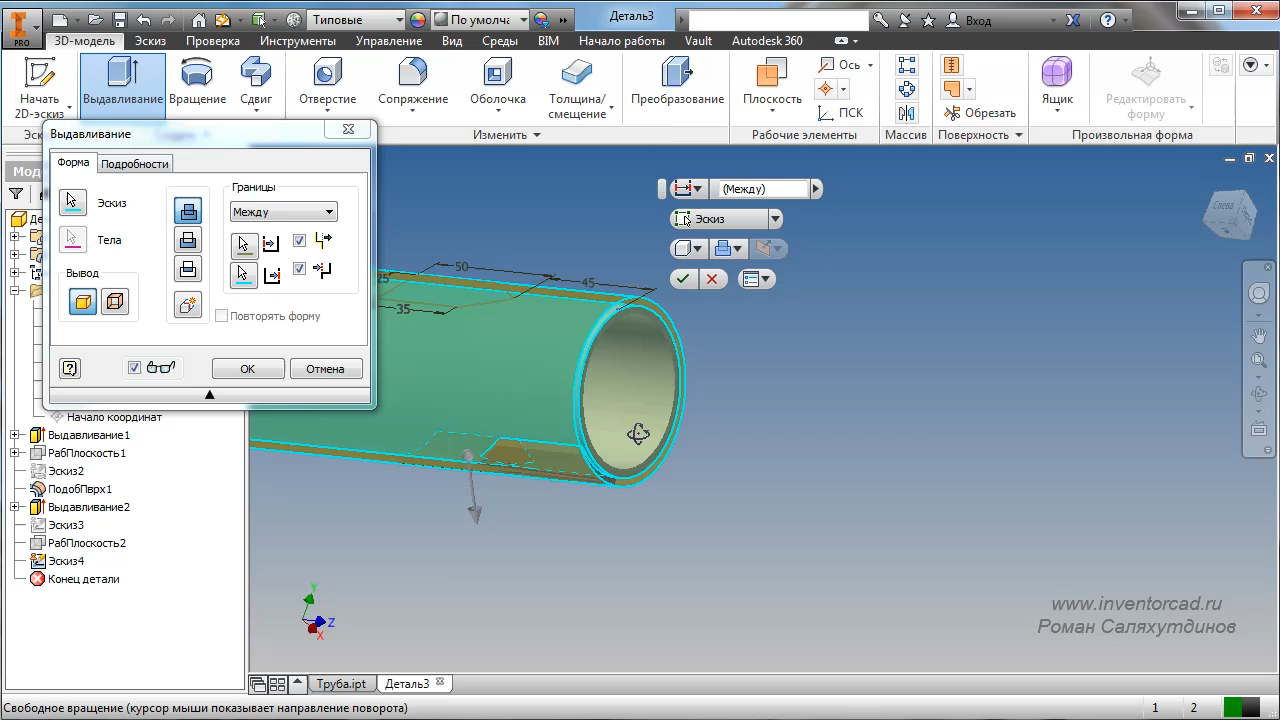 PRO
Типовые
По умолча
Деталь3
Вход
3D-модель
Эскиз
Проверка
Инструменты
Управление
Вид
Среды
BIM
Начало работы
Vault
Autodesk 360
Начать
2D-эскиз
Выдавливание
Вращение
Сдвиг
Отверстие
Сопряжение
Оболочка
Толщина/
смещение
Преобразование
Плоскость
Ось
ПСК
Обрезать
Ящик
Редактировать
форму
Изменить
Рабочие элементы
Массив
Поверхность
Произвольная форма
Выдавливание
Форма
Подробности
Эскиз
Тела
Вывод
Границы
Между
Повторять форму
OK
Отмена
(Между)
Эскиз
Слева
25
50
45
35
Начало координат
Выдавливание1
РабПлоскость1
Эскиз2
ПодобПврх1
Выдавливание2
Эскиз3
РабПлоскость2
Эскиз4
Конец детали
Y
Z
X
www.inventorcad.ru
Роман Саляхутдинов
Труба.ipt
Деталь3
Свободное вращение (курсор мыши показывает направление поворота)
1
2